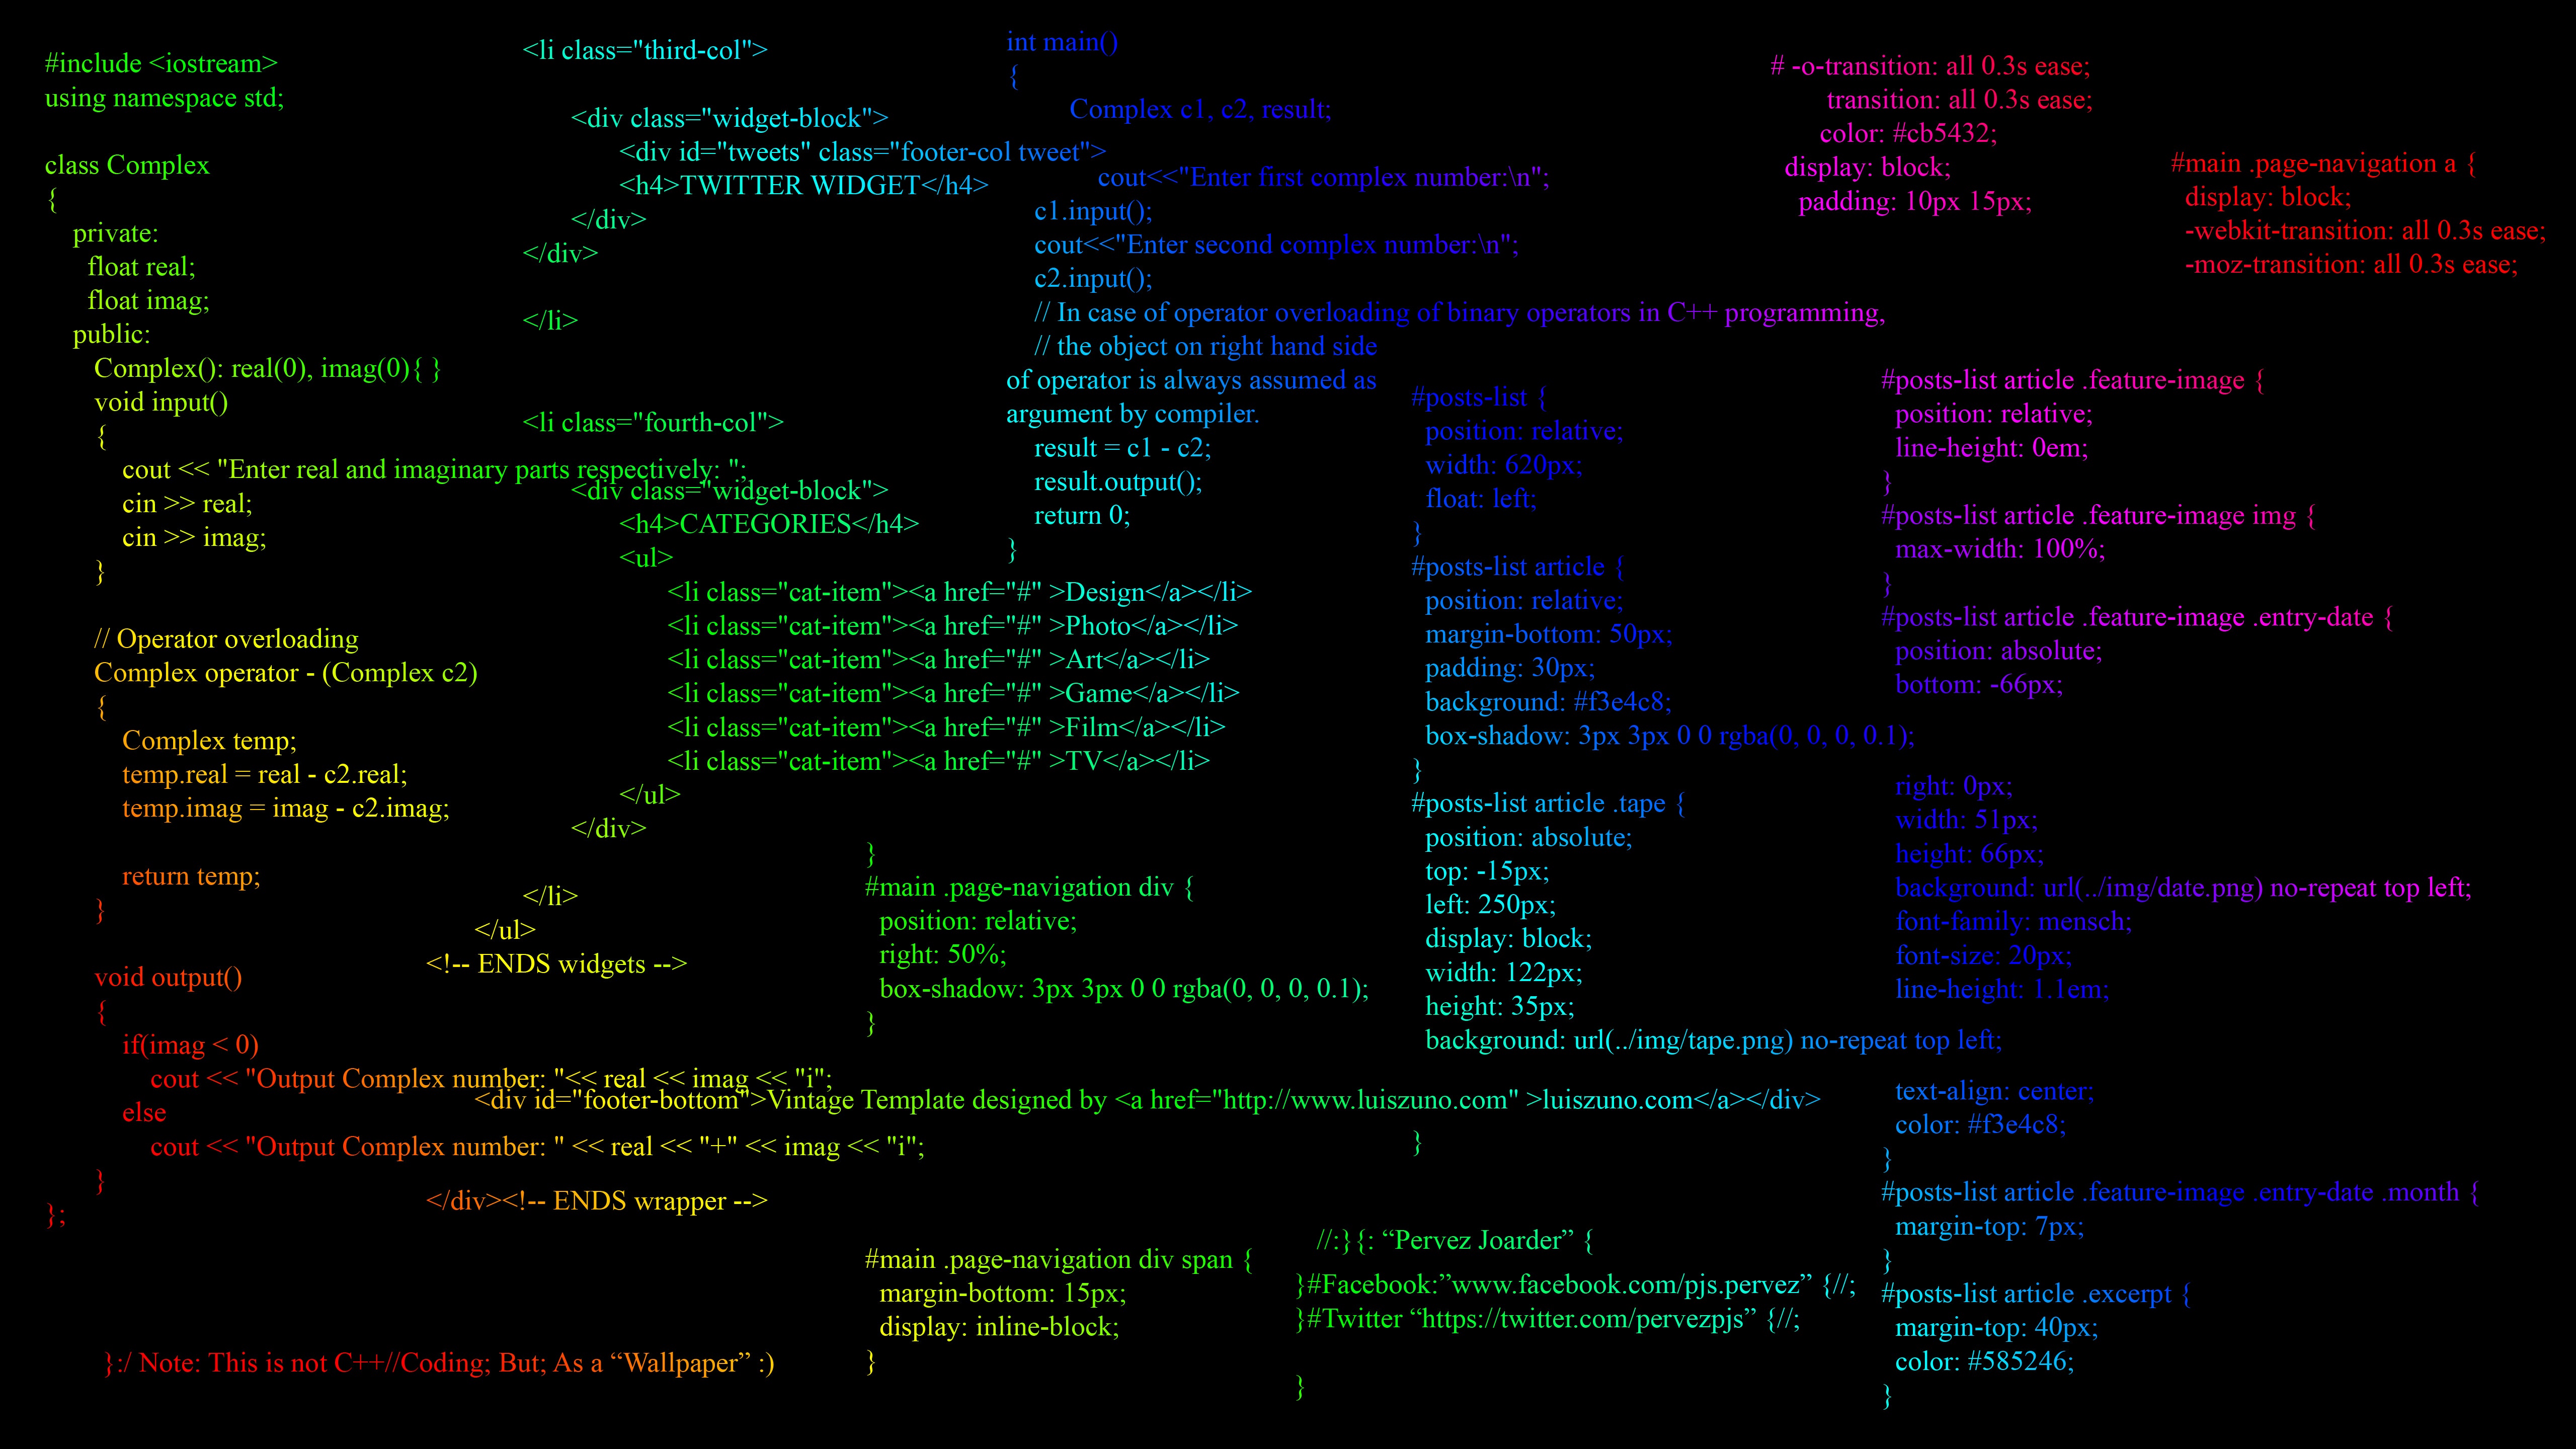 #include <iostream>
using namespace std;
class Complex
{
private:
float real;
float imag;
public:
Complex(): real(0), imag(0){ }
void input()
{
cout << "Enter real and imaginary parts respectively: ";
cin >> real;
cin >> imag;
}
// Operator overloading
Complex operator - (Complex c2)
{
Complex temp;
temp.real = real - c2.real;
temp.imag = imag - c2.imag;
return temp;
}
void output()
{
if(imag < 0)
cout << "Output Complex number: "<< real << imag << "i";
else
cout << "Output Complex number: " << real << "+" << imag << "i";
}
};
}:/ Note: This is not C++//Coding; But; As a “Wallpaper” :)
<li class="third-col">
<div class="widget-block">
<div id="tweets" class="footer-col tweet">
<h4>TWITTER WIDGET</h4>
</div>
</div>
</li>
<li class="fourth-col">
<div class="widget-block">
<h4>CATEGORIES</h4>
<ul>
<li class="cat-item"><a href="#" >Design</a></li>
<li class="cat-item"><a href="#" >Photo</a></li>
<li class="cat-item"><a href="#" >Art</a></li>
<li class="cat-item"><a href="#" >Game</a></li>
<li class="cat-item"><a href="#" >Film</a></li>
<li class="cat-item"><a href="#" >TV</a></li>
</ul>
</div>
</li>
</ul>
<!-- ENDS widgets -->
<div id="footer-bottom">Vintage Template designed by <a href="http://www.luiszuno.com" >luiszuno.com</a></div>
</div><!-- ENDS wrapper -->
int main()
{
Complex c1, c2, result;
cout<<"Enter first complex number:\n";
c1.input();
cout<<"Enter second complex number:\n";
c2.input();
// In case of operator overloading of binary operators in C++ programming,
// the object on right hand side
of operator is always assumed as
argument by compiler.
result = c1 - c2;
result.output();
return 0;
}
}
#main .page-navigation div {
position: relative;
right: 50%;
box-shadow: 3px 3px 0 0 rgba(0, 0, 0, 0.1);
}
#main .page-navigation div span {
margin-bottom: 15px;
display: inline-block;
}
#posts-list {
position: relative;
width: 620px;
float: left;
}
#posts-list article {
position: relative;
margin-bottom: 50px;
padding: 30px;
background: #f3e4c8;
box-shadow: 3px 3px 0 0 rgba(0, 0, 0, 0.1);
}
#posts-list article .tape {
position: absolute;
top: -15px;
left: 250px;
display: block;
width: 122px;
height: 35px;
background: url(../img/tape.png) no-repeat top left;
}
//:}{: “Pervez Joarder” {
}#Facebook:”www.facebook.com/pjs.pervez” {//;
}#Twitter “https://twitter.com/pervezpjs” {//;
}
# -o-transition: all 0.3s ease;
transition: all 0.3s ease;
color: #cb5432;
display: block;
padding: 10px 15px;
#main .page-navigation a {
display: block;
-webkit-transition: all 0.3s ease;
-moz-transition: all 0.3s ease;
#posts-list article .feature-image {
position: relative;
line-height: 0em;
}
#posts-list article .feature-image img {
max-width: 100%;
}
#posts-list article .feature-image .entry-date {
position: absolute;
bottom: -66px;
right: 0px;
width: 51px;
height: 66px;
background: url(../img/date.png) no-repeat top left;
font-family: mensch;
font-size: 20px;
line-height: 1.1em;
text-align: center;
color: #f3e4c8;
}
#posts-list article .feature-image .entry-date .month {
margin-top: 7px;
}
#posts-list article .excerpt {
margin-top: 40px;
color: #585246;
}